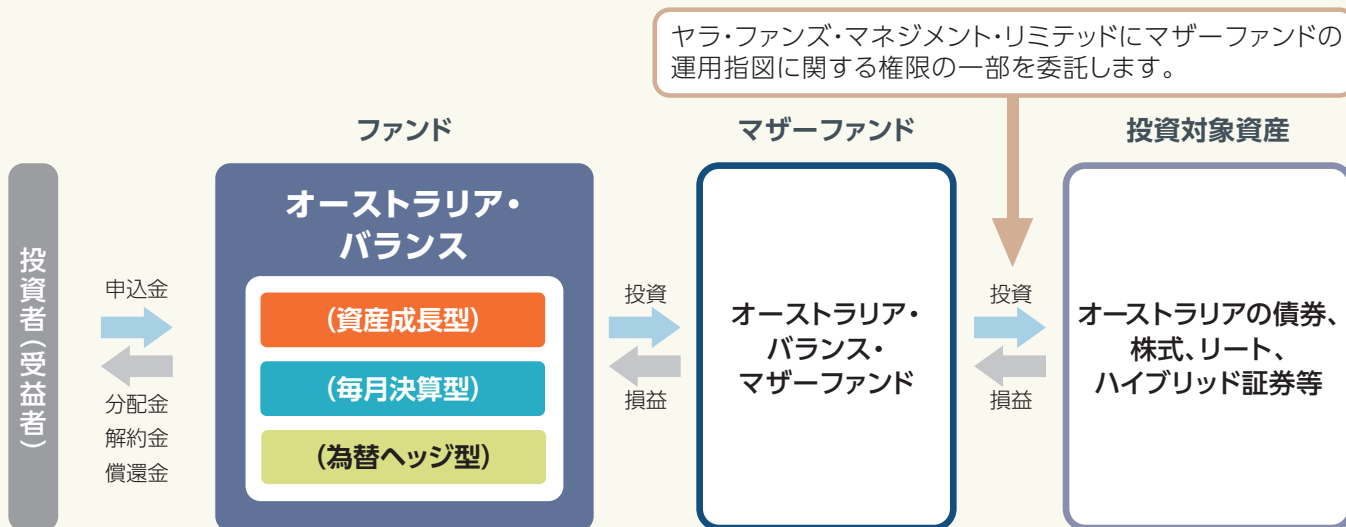 ヤラ・ファンズ・マネジメント・リミテッドにマザーファンドの
運用指図に関する権限の一部を委託します。
ファンド
マザーファンド
投資対象資産
投資者(受益者)
申込金
分配金
解約金
償還金
オーストラリア・
バランス
(資産成長型)
(毎月決算型)
(為替ヘッジ型)
投資
損益
オーストラリア・
バランス・
マザーファンド
投資
損益
オーストラリアの債券、
株式、リート、
ハイブリッド証券等